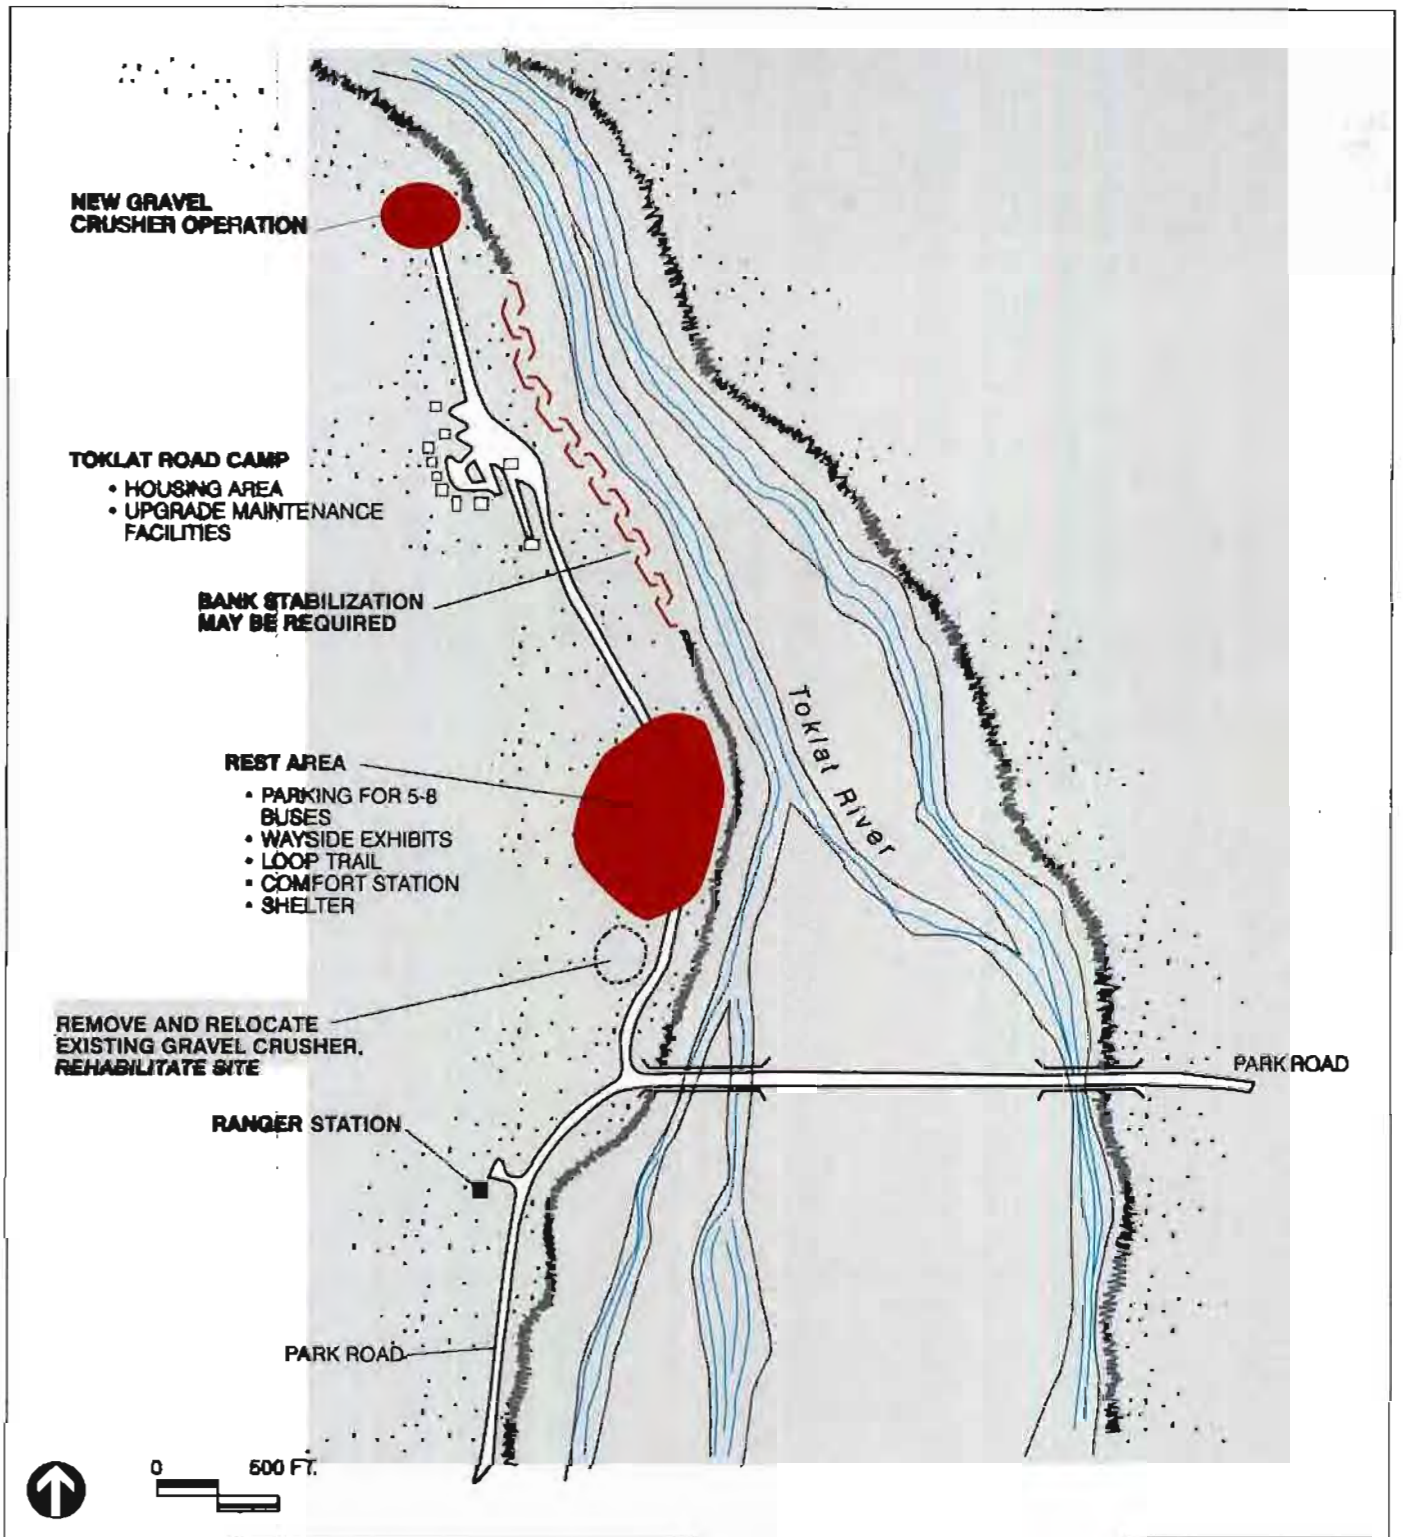 NEW GRAVEL
CRUSHER OPERATION
TOKLAT ROAD CAMP
• HOUSING AREA
• UPGRADE MAINTENANCE
FACILITIES
BANK STABILIZATION
MAY BE REQUIRED
Toklat River
REST AREA
• PARKING FOR 5-8
BUSES
• WAYSIDE EXHIBITS
• LOOP TRAIL
▪ COMFORT STATION
• SHELTER
REMOVE AND RELOCATE
EXISTING GRAVEL CRUSHER,
REHABILITATE SITE
PARK ROAD
RANGER STATION
PARK ROAD
0 500 FT.